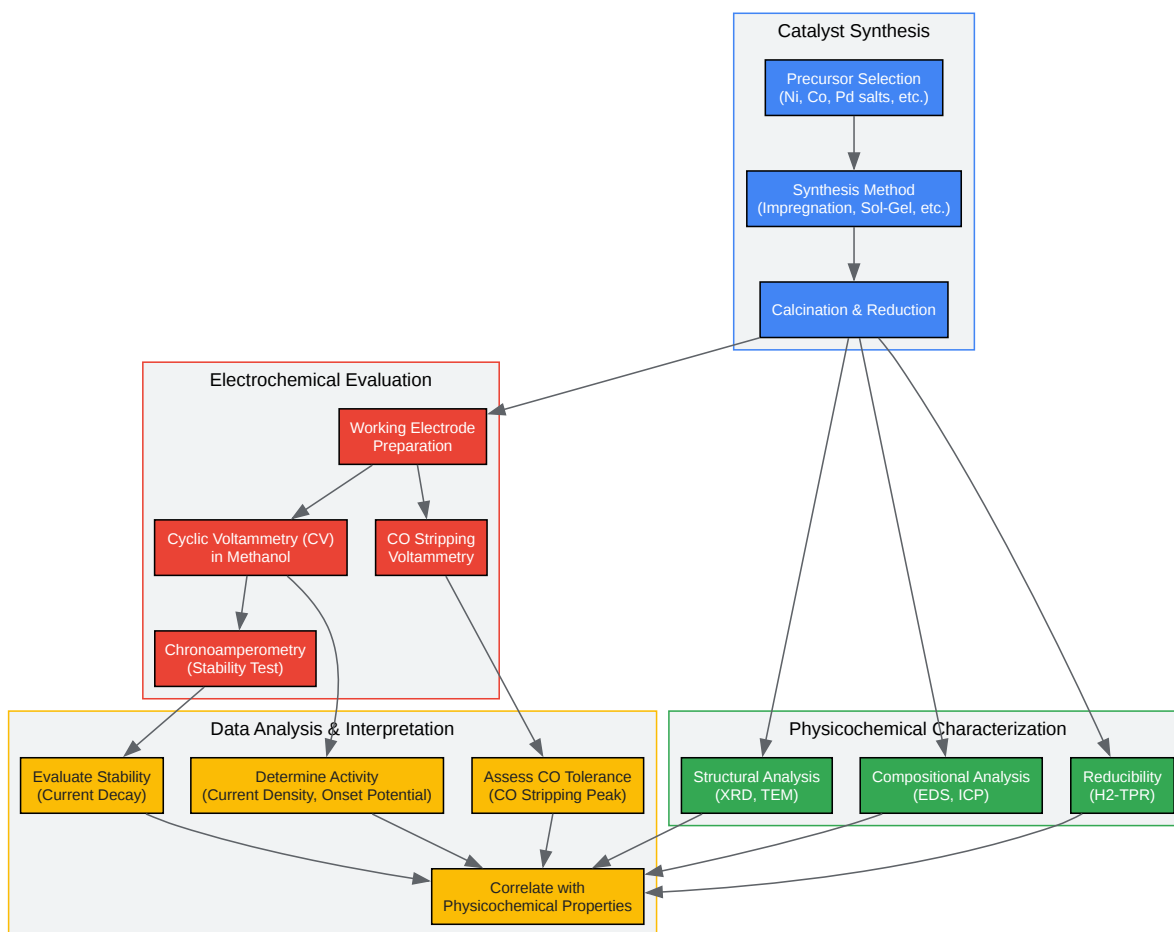 Catalyst Synthesis
Precursor Selection
(Ni, Co, Pd salts, etc.)
Synthesis Method
(Impregnation, Sol-Gel, etc.)
Calcination & Reduction
Electrochemical Evaluation
Working Electrode
Preparation
Cyclic Voltammetry (CV)
in Methanol
CO Stripping
Voltammetry
Chronoamperometry
(Stability Test)
Data Analysis & Interpretation
Evaluate Stability
(Current Decay)
Determine Activity
(Current Density, Onset Potential)
Assess CO Tolerance
(CO Stripping Peak)
Physicochemical Characterization
Structural Analysis
(XRD, TEM)
Compositional Analysis
(EDS, ICP)
Reducibility
(H2-TPR)
Correlate with
Physicochemical Properties